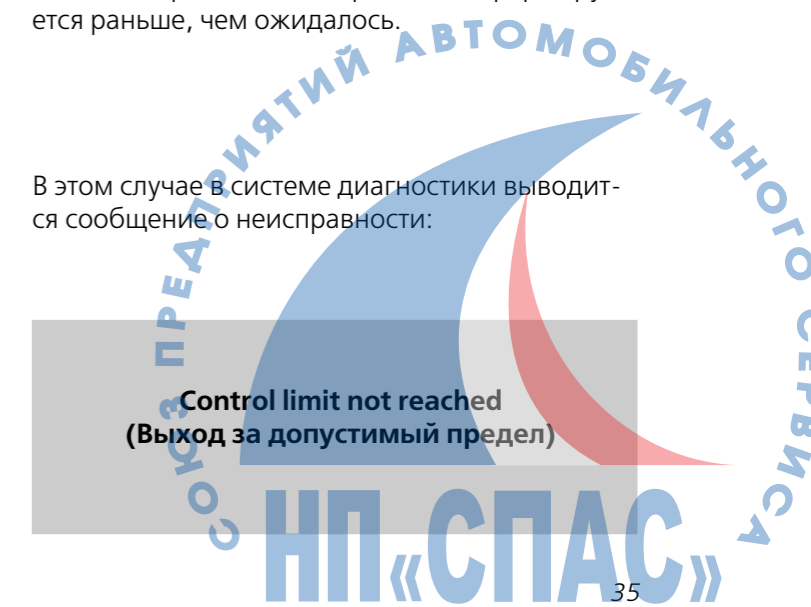 ется раньше, чем ожидалось.
В этом случае в системе диагностики выводит-
ся сообщение о неисправности:
Control limit not reached
(Выход за допустимый предел)
СОЮЗ ПРЕДПРИЯТИЙ АВТОМОБИЛЬНОГО СЕРВИСА
НП «СПАС»
35